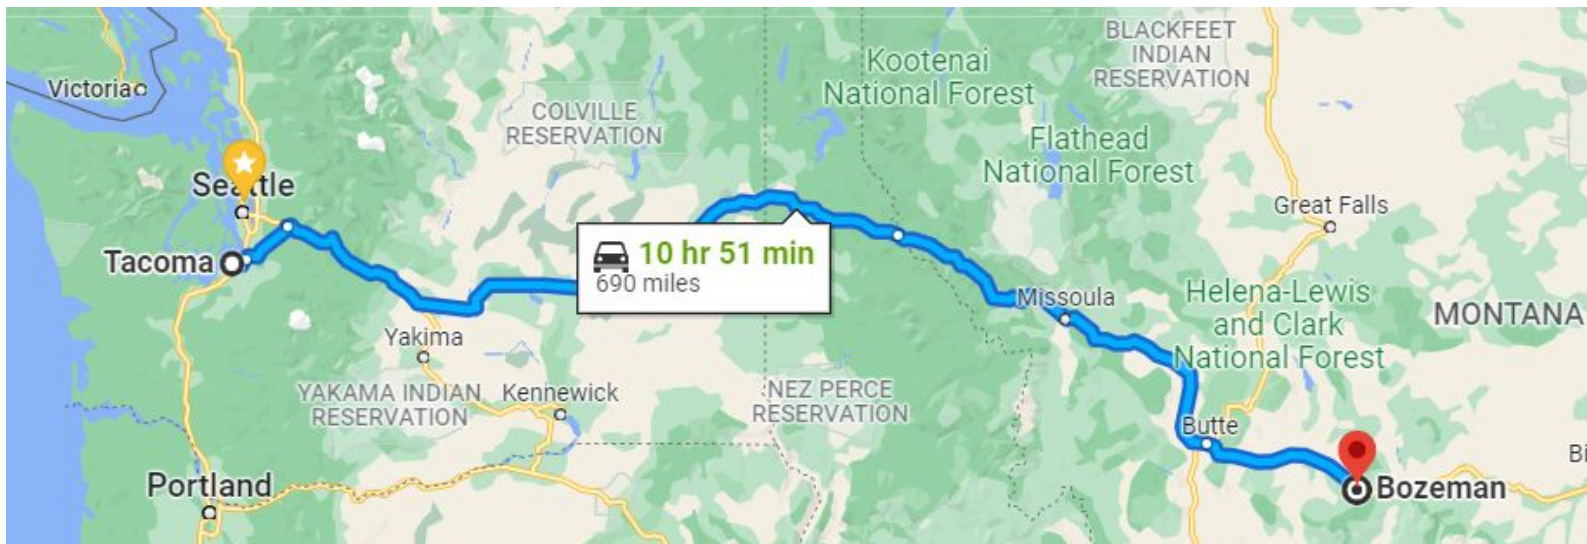 BLACKFEET
INDIAN
RESERVATION
Kootenai
National Forest
Victoria
COLVILLE
RESERVATION
Flathead
National Forest
Seattle
Great Falls
Tacoma
10 hr 51 min
690 miles
Missoula
Helena-Lewis
and Clark
National Forest
MONTANA
Yakima
YAKAMA INDIAN
RESERVATION
Kennewick
NEZ PERCE
RESERVATION
Butte
Bi
Portland
Bozeman